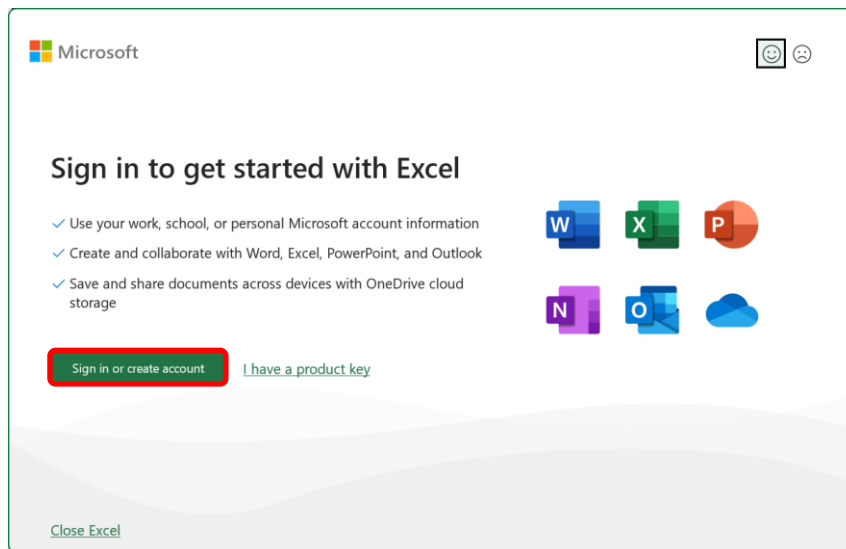 Microsoft
Sign in to get started with Excel
Use your work, school, or personal Microsoft account information
Create and collaborate with Word, Excel, PowerPoint, and Outlook
Save and share documents across devices with OneDrive cloud
storage
W X P
N O
Sign in or create account I have a product key
Close Excel